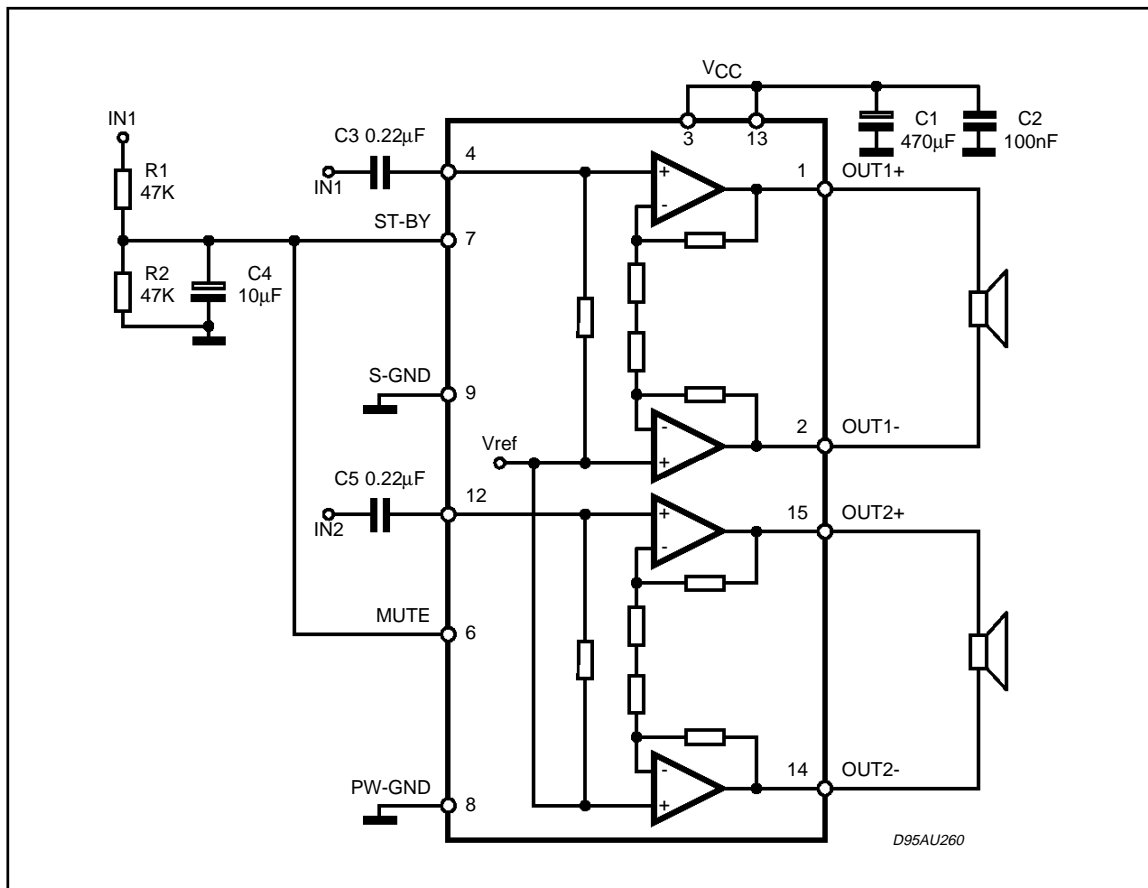 VCC
IN1
R1
47K
R2
47K
C4
10µF
C3 0.22µF
IN1
4
ST-BY
7
3
13
C1
470µF
C2
100nF
1
OUT1+
+
-
S-GND
9
Vref
-
+
2
OUT1-
C5 0.22µF
IN2
12
+
-
15
OUT2+
MUTE
6
-
+
14
OUT2-
PW-GND
8
D95AU260